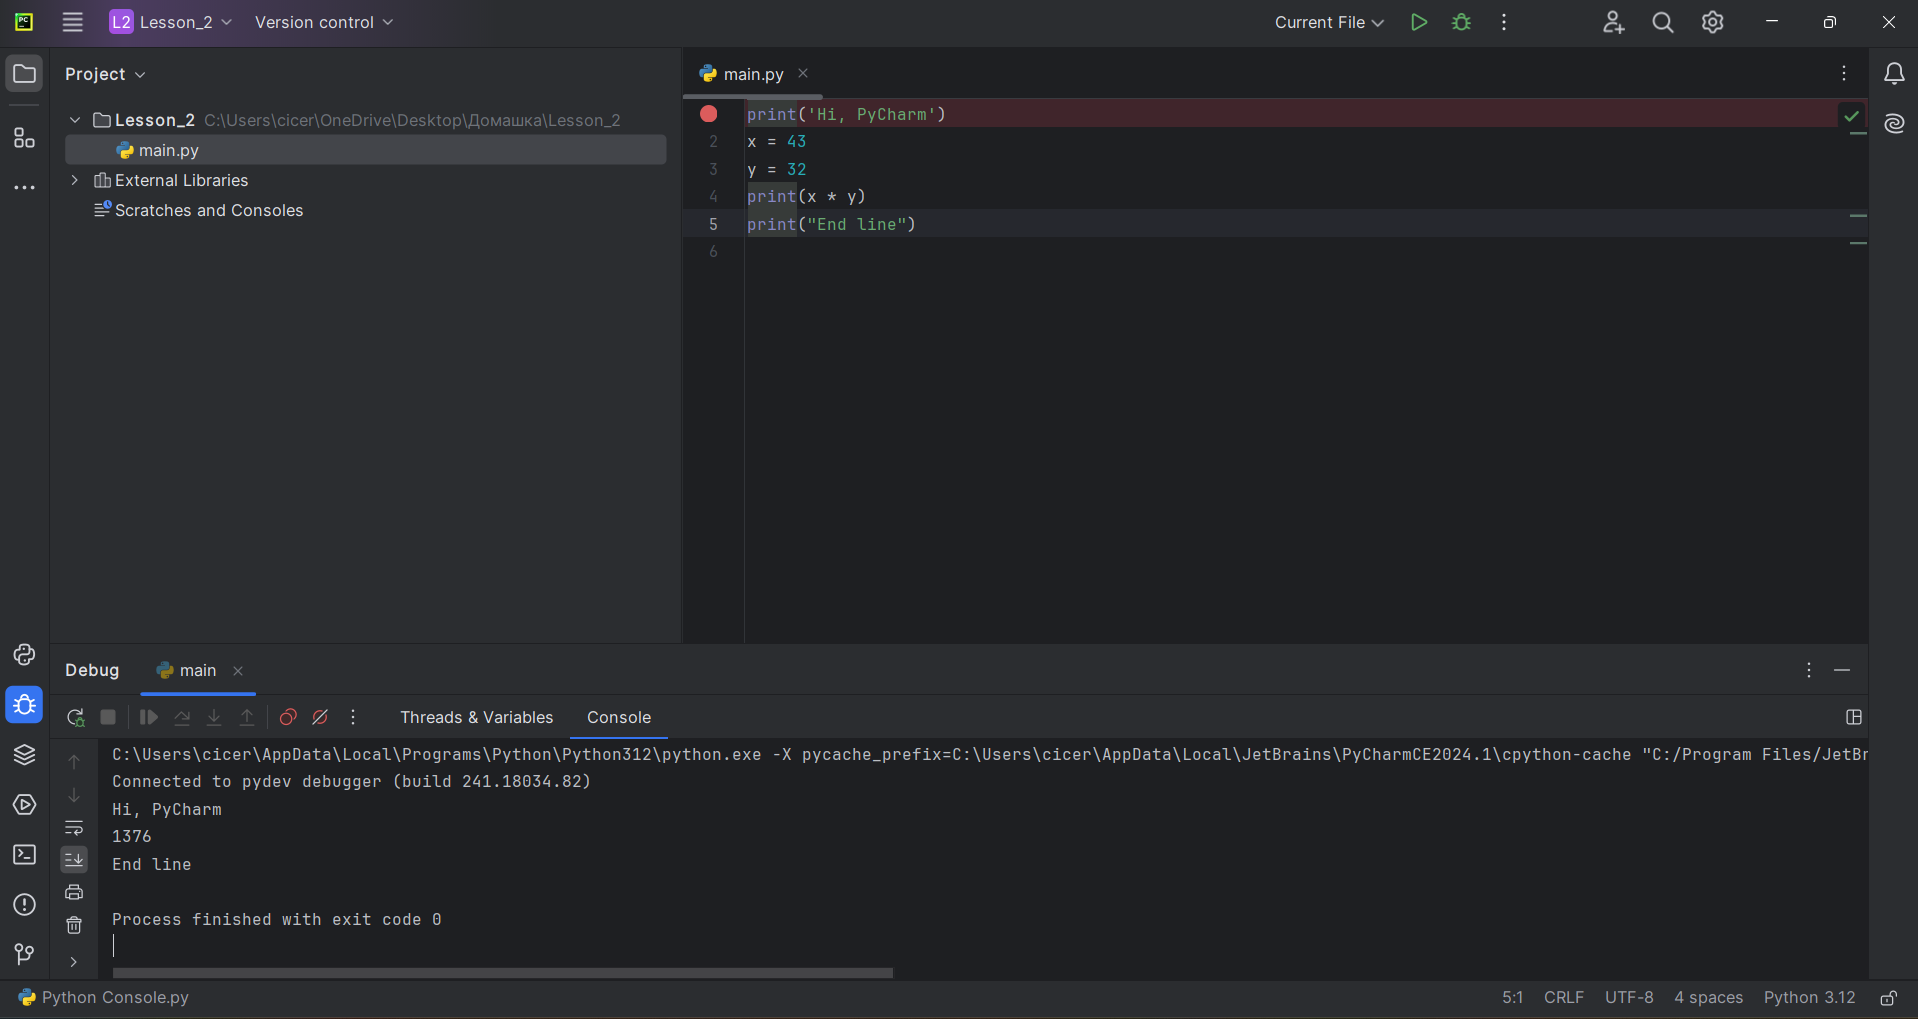 PC L2 Lesson_2 Version control Current File
Project
main.py
Lesson_2 C:\Users\cicer\OneDrive\Desktop\Домашка\Lesson_2
main.py
External Libraries
Scratches and Consoles
print('Hi, PyCharm')
2 x = 43
3 y = 32
4 print(x * y)
5 print("End line")
6
Debug main
Threads & Variables Console
C:\Users\cicer\AppData\Local\Programs\Python\Python312\python.exe -X pycache_prefix=C:\Users\cicer\AppData\Local\JetBrains\PyCharmCE2024.1\cpython-cache "C:/Program Files/JetBr
Connected to pydev debugger (build 241.18034.82)
Hi, PyCharm
1376
End line
Process finished with exit code 0
Python Console.py 5:1 CRLF UTF-8 4 spaces Python 3.12